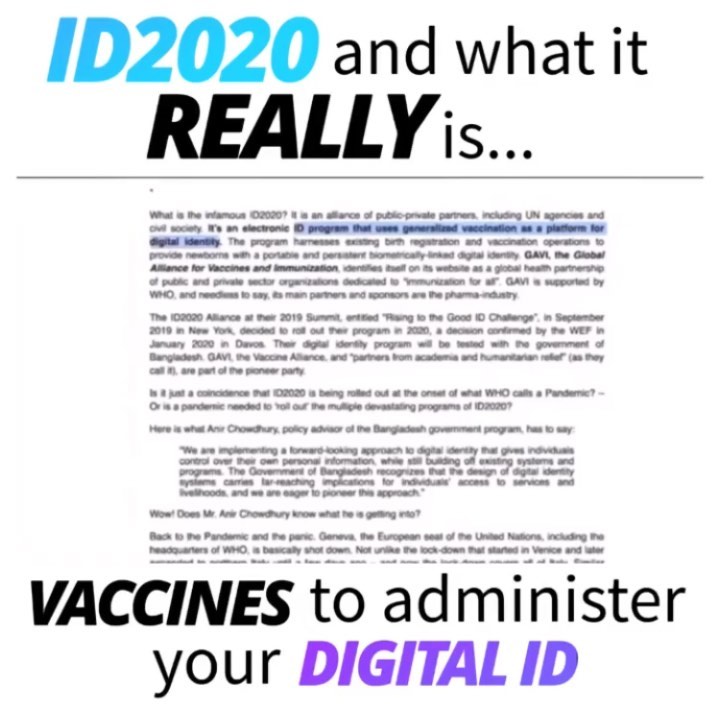 ID2020 and what it
REALLY is...
What is the infamous ID2020? It is an alliance of public-private partners, including UN agencies and
civil society. It's an electronic ID program that uses generalized vaccination as a platform for
digital identity. The program harnesses existing birth registration and vaccination operations to
provide newborns with a portable and persistent biometrically-linked digital identity. GAVI, the Global
Alliance for Vaccines and Immunization, identifies itself on its website as a global health partnership
of public and private sector organizations dedicated to "immunization for all". GAVI is supported by
WHO, and needless to say, its main partners and sponsors are the pharma-industry.
The ID2020 Alliance at their 2019 Summit, entitled "Rising to the Good ID Challenge", in September
2019 in New York, decided to roll out their program in 2020, a decision confirmed by the WEF in
January 2020 in Davos. Their digital identity program will be tested with the government of
Bangladesh. GAVI, the Vaccine Alliance, and "partners from academia and humanitarian relief" (as they
call it), are part of the pioneer party.
Is it just a coincidence that ID2020 is being rolled out at the onset of what WHO calls a Pandemic? –
Or is a pandemic needed to 'roll out' the multiple devastating programs of ID2020?
Here is what Anir Chowdhury, policy advisor of the Bangladesh government program, has to say:
"We are implementing a forward-looking approach to digital identity that gives individuals
control over their own personal information, while still building off existing systems and
programs. The Government of Bangladesh recognizes that the design of digital identity
systems carries far-reaching implications for individuals' access to services and
livelihoods, and we are eager to pioneer this approach."
Wow! Does Mr. Anir Chowdhury know what he is getting into?
Back to the Pandemic and the panic. Geneva, the European seat of the United Nations, including the
headquarters of WHO, is basically shot down. Not unlike the lock-down that started in Venice and later
VACCINES to administer
your DIGITAL ID